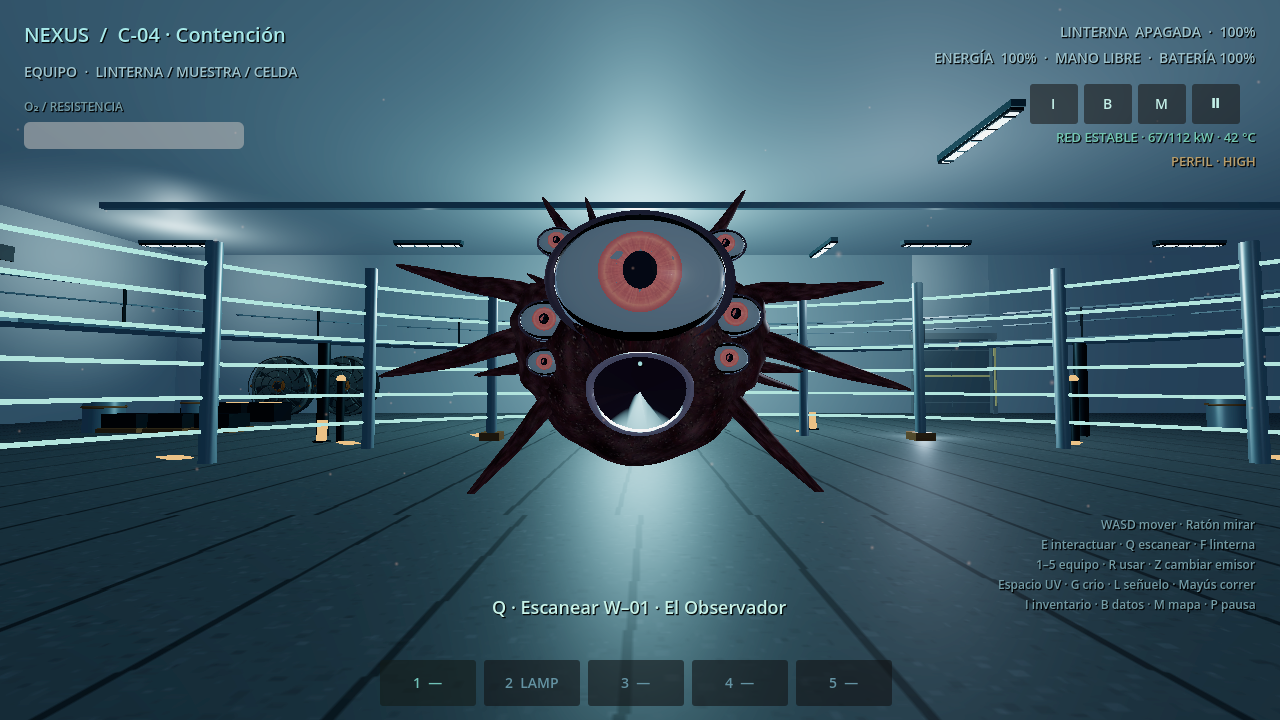 NEXUS / C-04 · Contención
EQUIPO · LINTERNA / MUESTRA / CELDA
O₂ / RESISTENCIA
LINTERNA APAGADA · 100%
ENERGÍA 100% · MANO LIBRE · BATERÍA 100%
I B M II
RED ESTABLE · 67/112 kW · 42 °C
PERFIL · HIGH
WASD mover · Ratón mirar
E interactuar · Q escanear · F linterna
1–5 equipo · R usar · Z cambiar emisor
Espacio UV · G crio · L señuelo · Mayús correr
I inventario · B datos · M mapa · P pausa
Q · Escanear W–01 · El Observador
1 — 2 LAMP 3 — 4 — 5 —